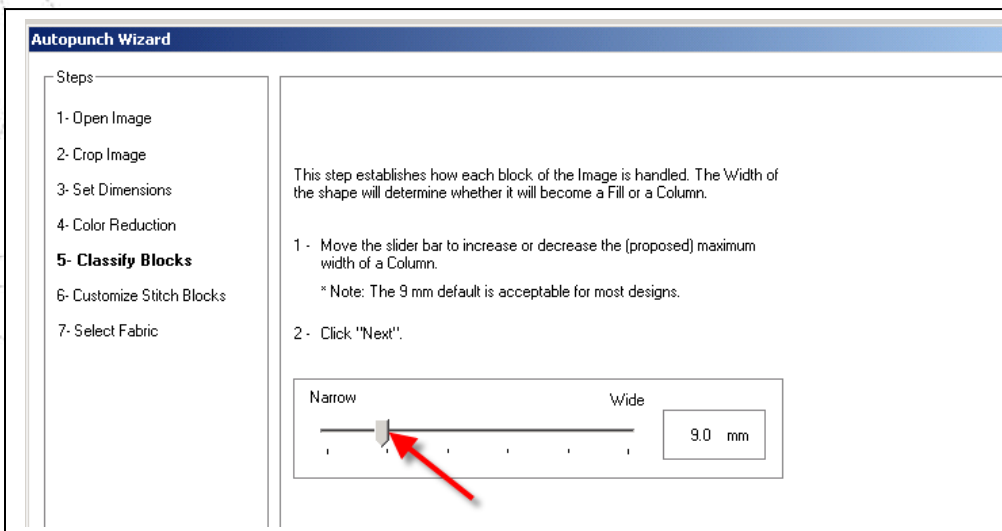 Autopunch Wizard
Steps
1- Open Image
2- Crop Image
3- Set Dimensions
4- Color Reduction
5- Classify Blocks
6- Customize Stitch Blocks
7- Select Fabric
This step establishes how each block of the Image is handled. The Width of
the shape will determine whether it will become a Fill or a Column.
1 - Move the slider bar to increase or decrease the (proposed) maximum
width of a Column.
* Note: The 9 mm default is acceptable for most designs.
2 - Click "Next".
Narrow Wide
9.0 mm